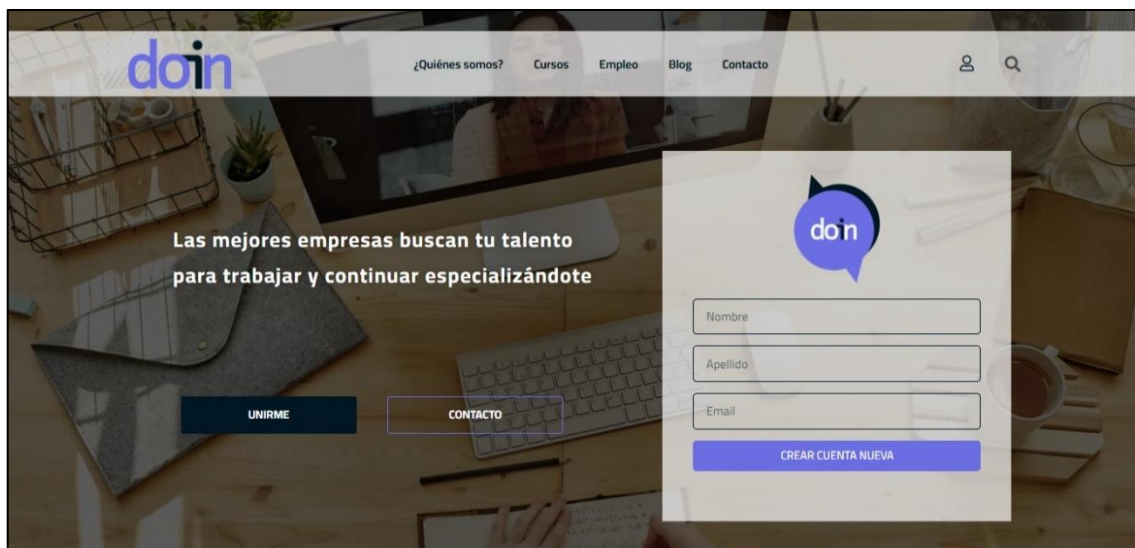 doin
¿Quiénes somos? Cursos Empleo Blog Contacto
Las mejores empresas buscan tu talento
para trabajar y continuar especializándote
UNIRME CONTACTO
doin
Nombre
Apellido
Email
CREAR CUENTA NUEVA